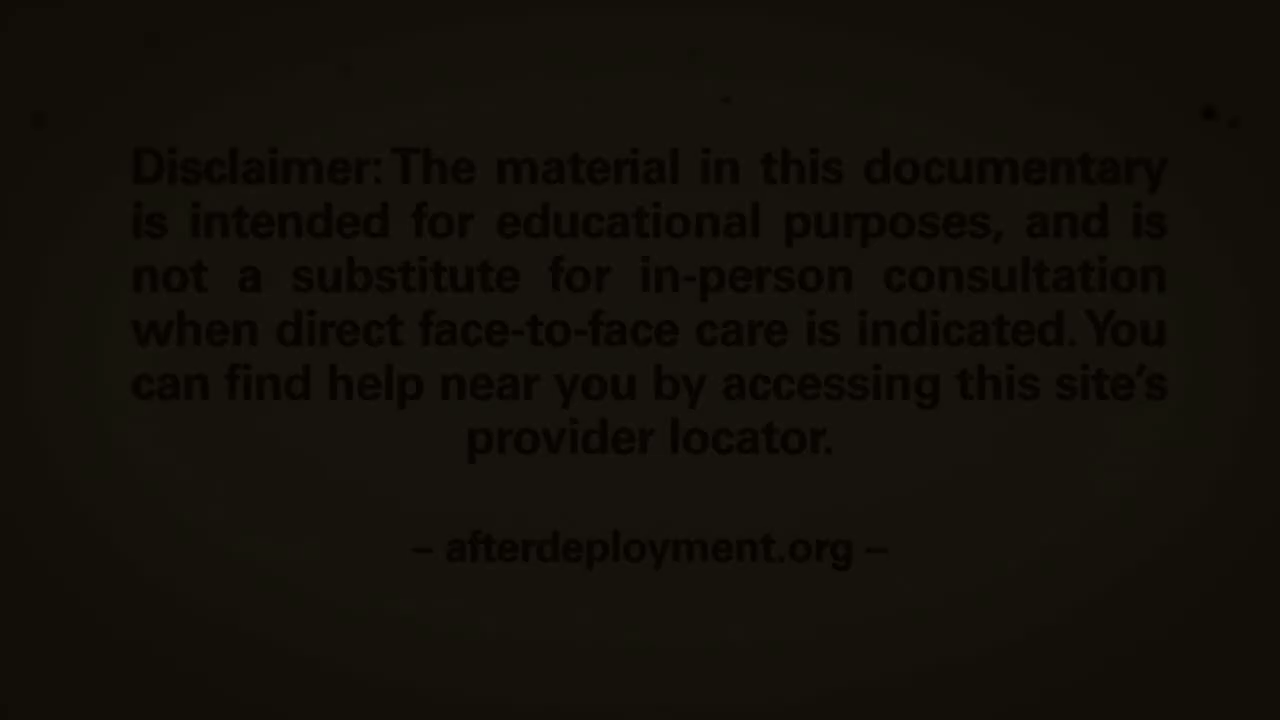 Disclaimer: The material in this documentary
is intended for educational purposes, and is
not a substitute for in-person consultation
when direct face-to-face care is indicated. You
can find help near you by accessing this site's
provider locator.
– afterdeployment.org –